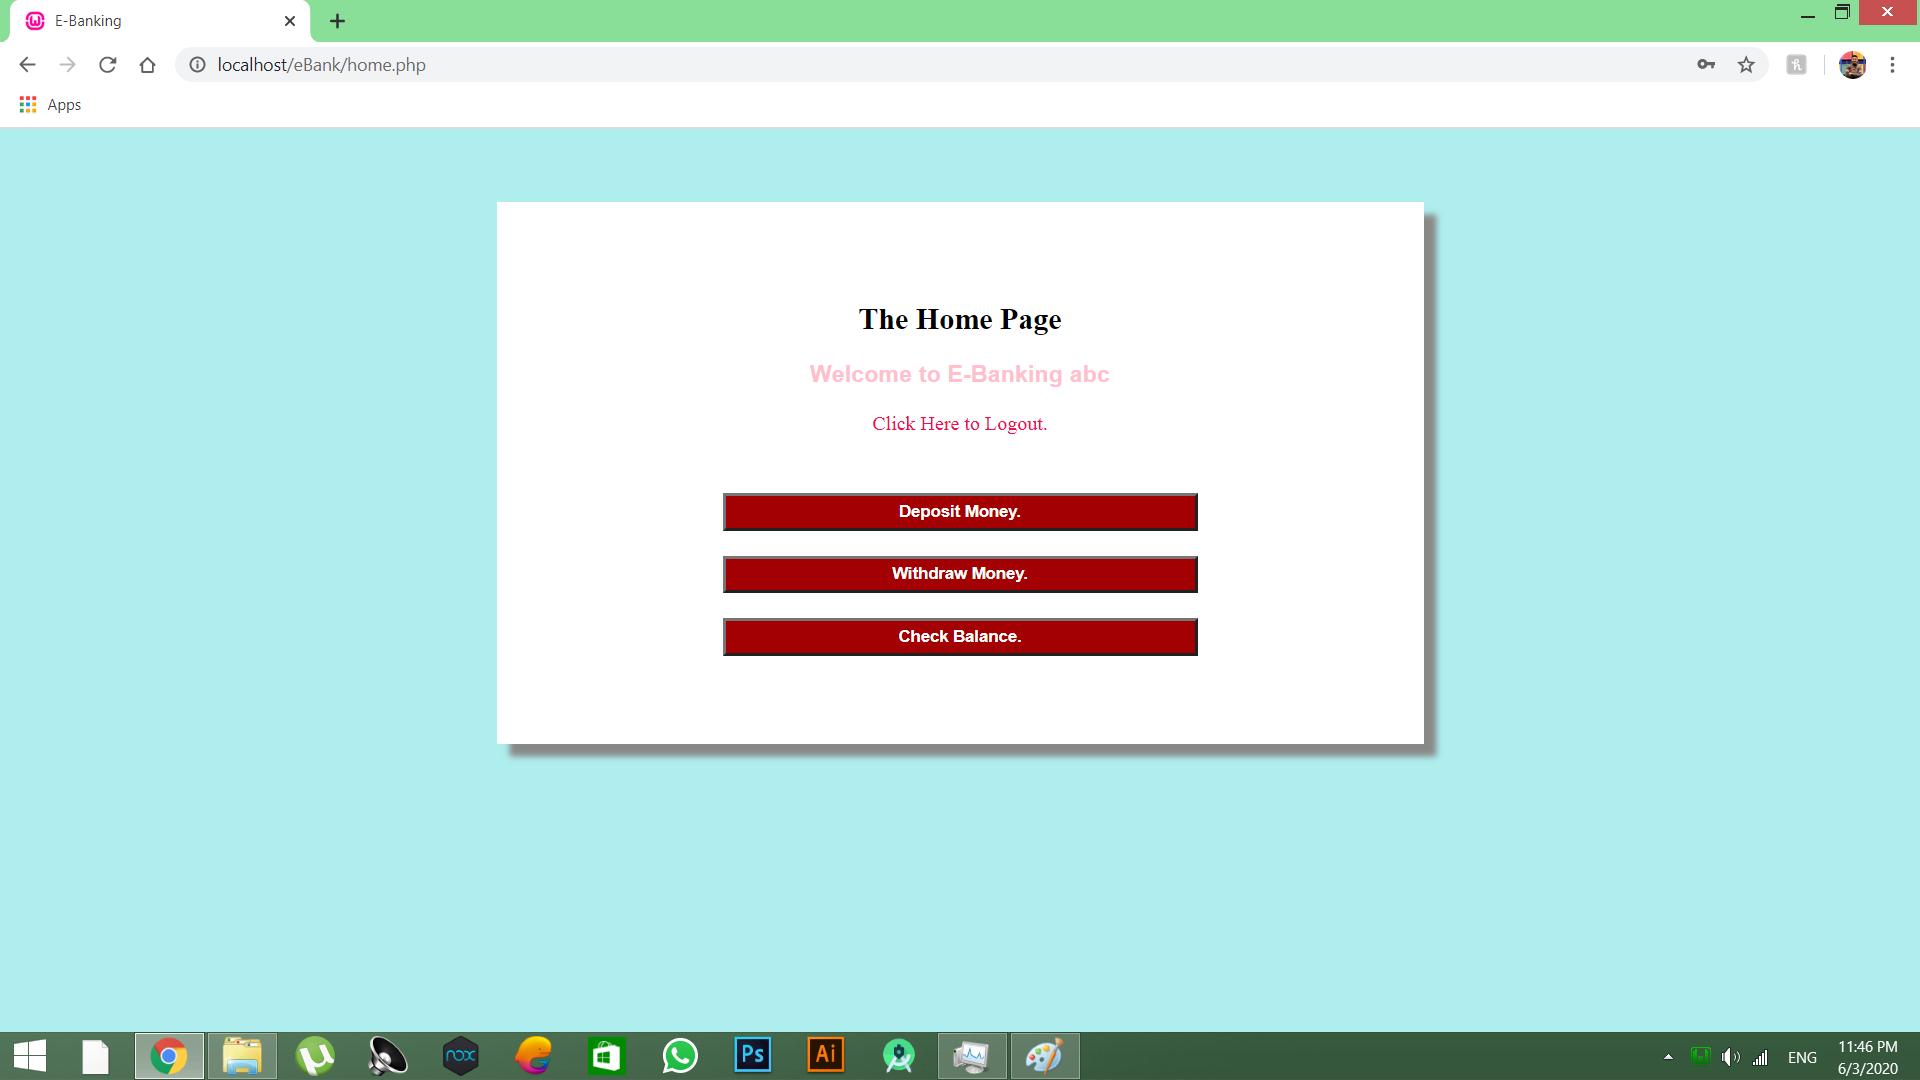 E-Banking
localhost/eBank/home.php
Apps
The Home Page
Welcome to E-Banking abc
Click Here to Logout.
Deposit Money.
Withdraw Money.
Check Balance.
nox
Ps
Ai
ENG
11:46 PM
6/3/2020